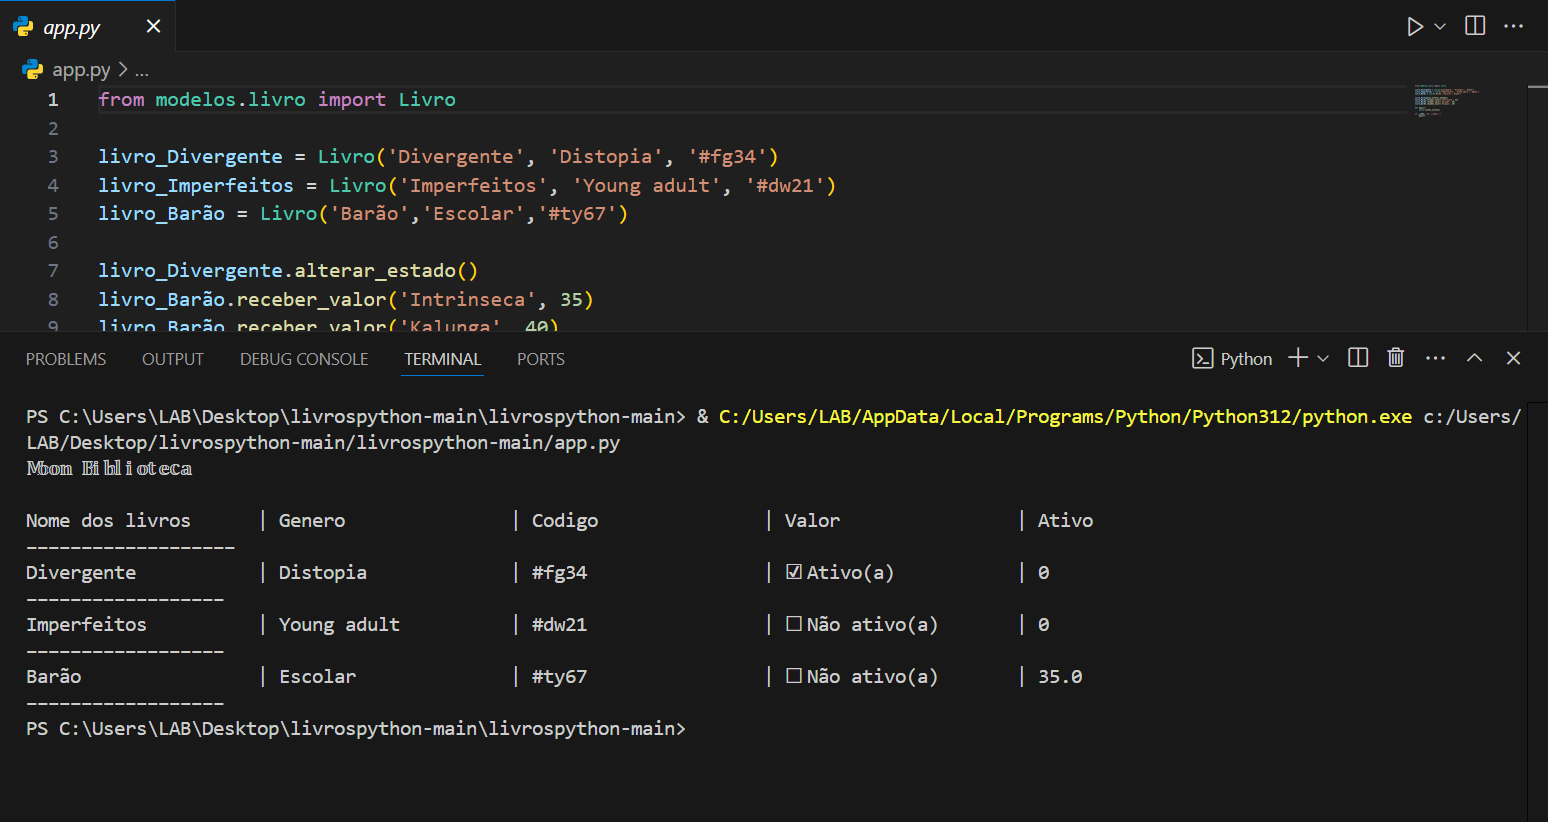 app.py
app.py > ...
1 from modelos.livro import Livro
2
3 livro_Divergente = Livro('Divergente', 'Distopia', '#fg34')
4 livro_Imperfeitos = Livro('Imperfeitos', 'Young adult', '#dw21')
5 livro_Barão = Livro('Barão','Escolar','#ty67')
6
7 livro_Divergente.alterar_estado()
8 livro_Barão.receber_valor('Intrinseca', 35)
9 livro_Barão.receber_valor('Kalunga', 40)
PROBLEMS OUTPUT DEBUG CONSOLE TERMINAL PORTS Python
PS C:\Users\LAB\Desktop\livrospython-main\livrospython-main> & C:/Users/LAB/AppData/Local/Programs/Python/Python312/python.exe c:/Users/
LAB/Desktop/livrospython-main/livrospython-main/app.py
𝕄𝕠𝕠𝕟 𝔹𝕚𝕓𝕝𝕚𝕠𝕥𝕖𝕔𝕒
Nome dos livros | Genero | Codigo | Valor | Ativo
-------------------
Divergente | Distopia | #fg34 | ☑Ativo(a) | 0
------------------
Imperfeitos | Young adult | #dw21 | ☐Não ativo(a) | 0
------------------
Barão | Escolar | #ty67 | ☐Não ativo(a) | 35.0
------------------
PS C:\Users\LAB\Desktop\livrospython-main\livrospython-main>